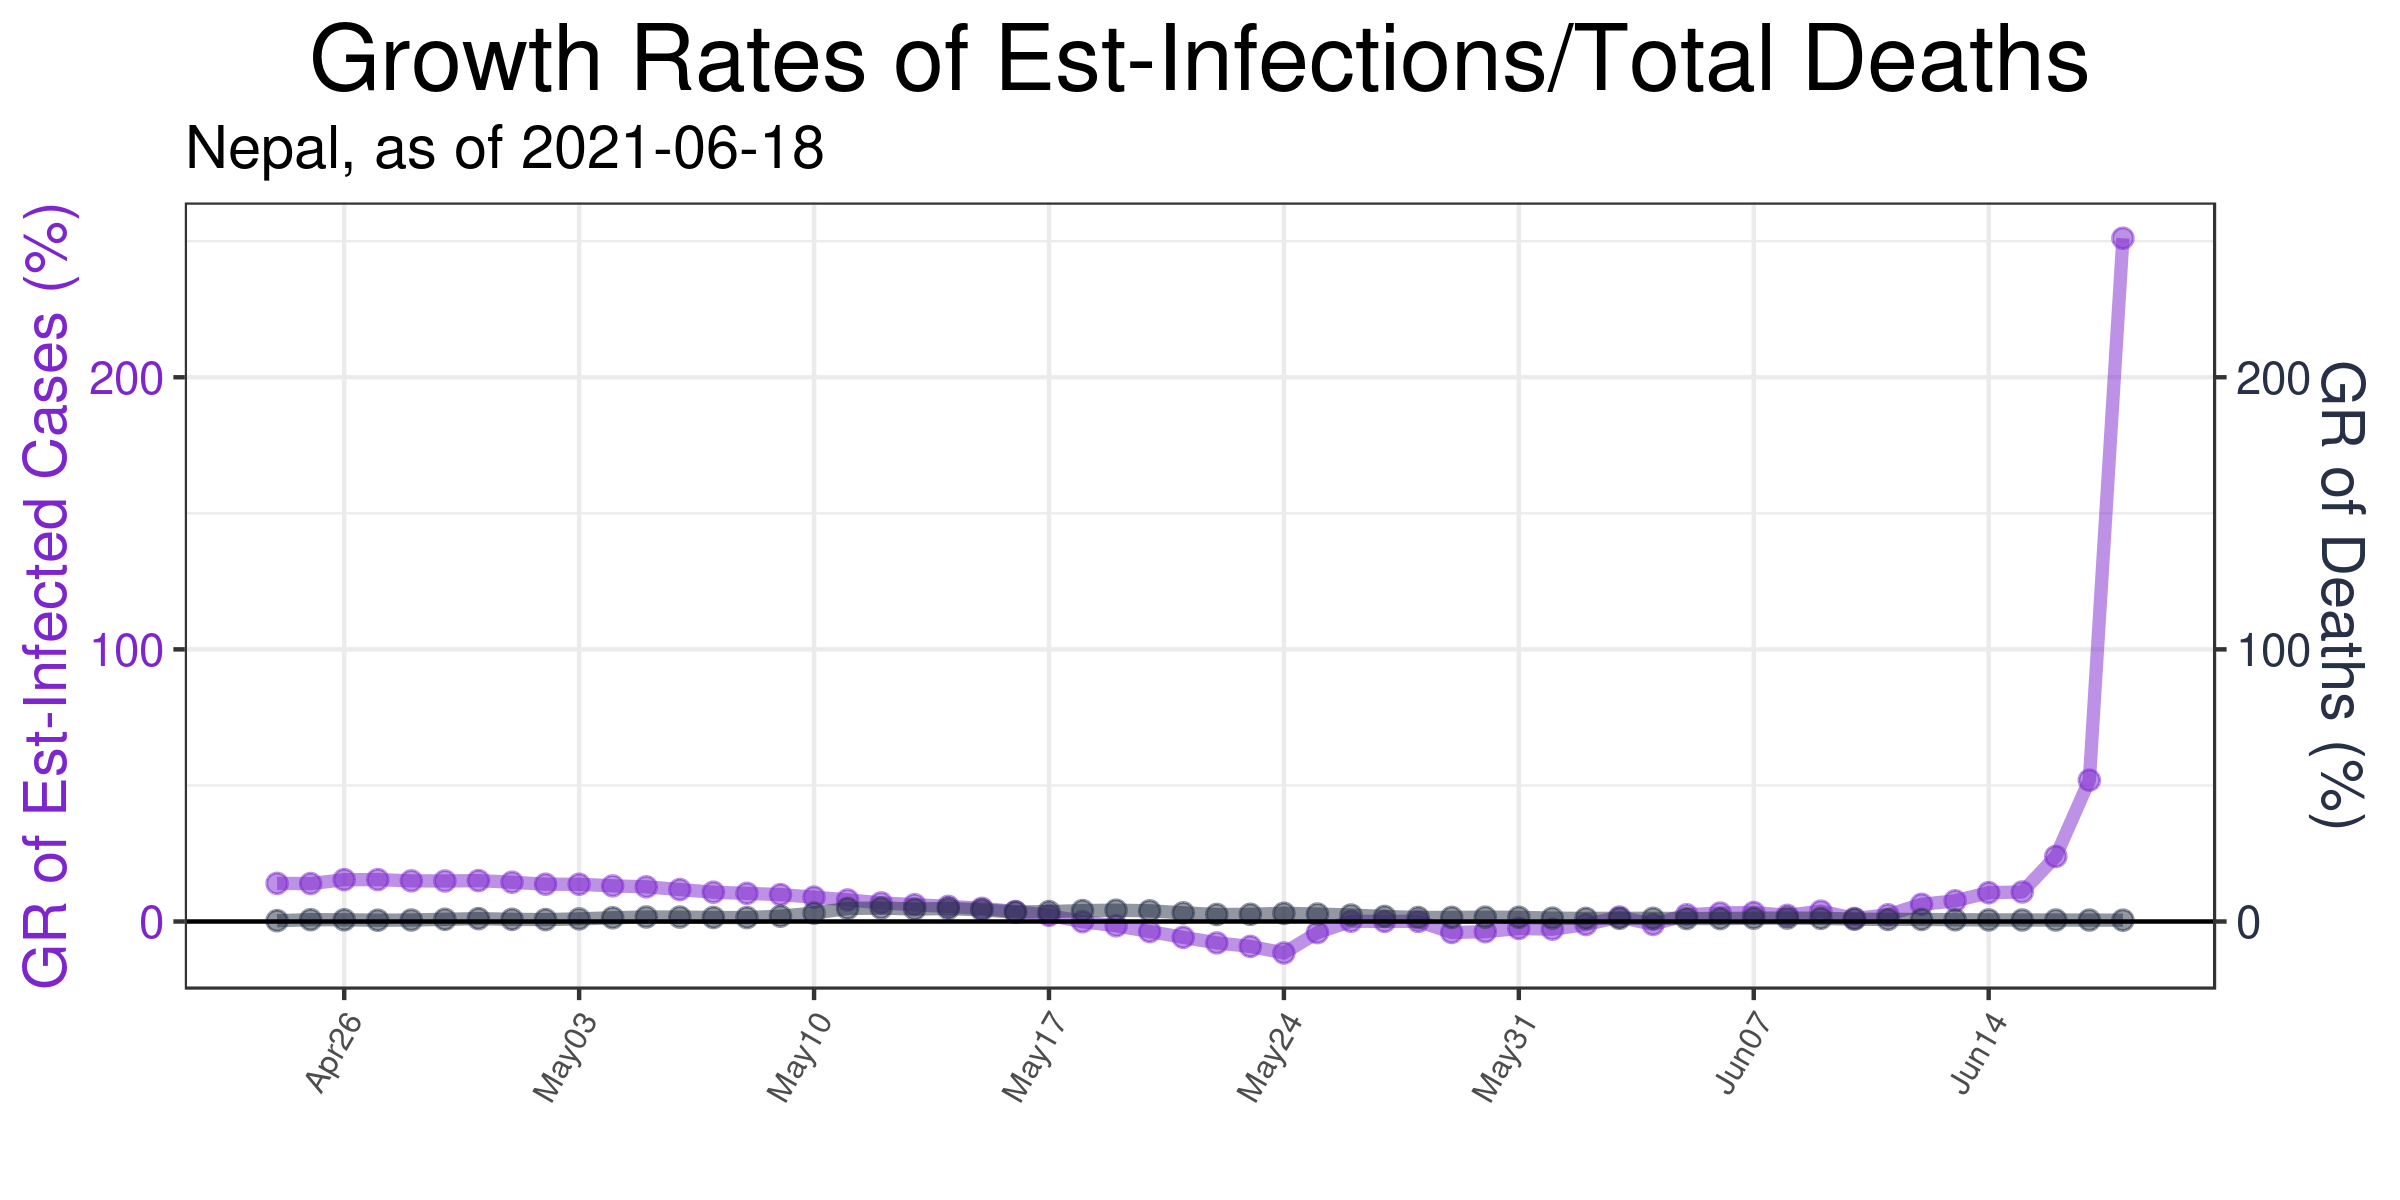 Growth Rates of Est-Infections/Total Deaths
Nepal, as of 2021-06-18
GR of Est-Infected Cases (%)
200
100
0
200
100
0
GR of Deaths (%)
Apr26
May03
May10
May17
May24
May31
Jun07
Jun14